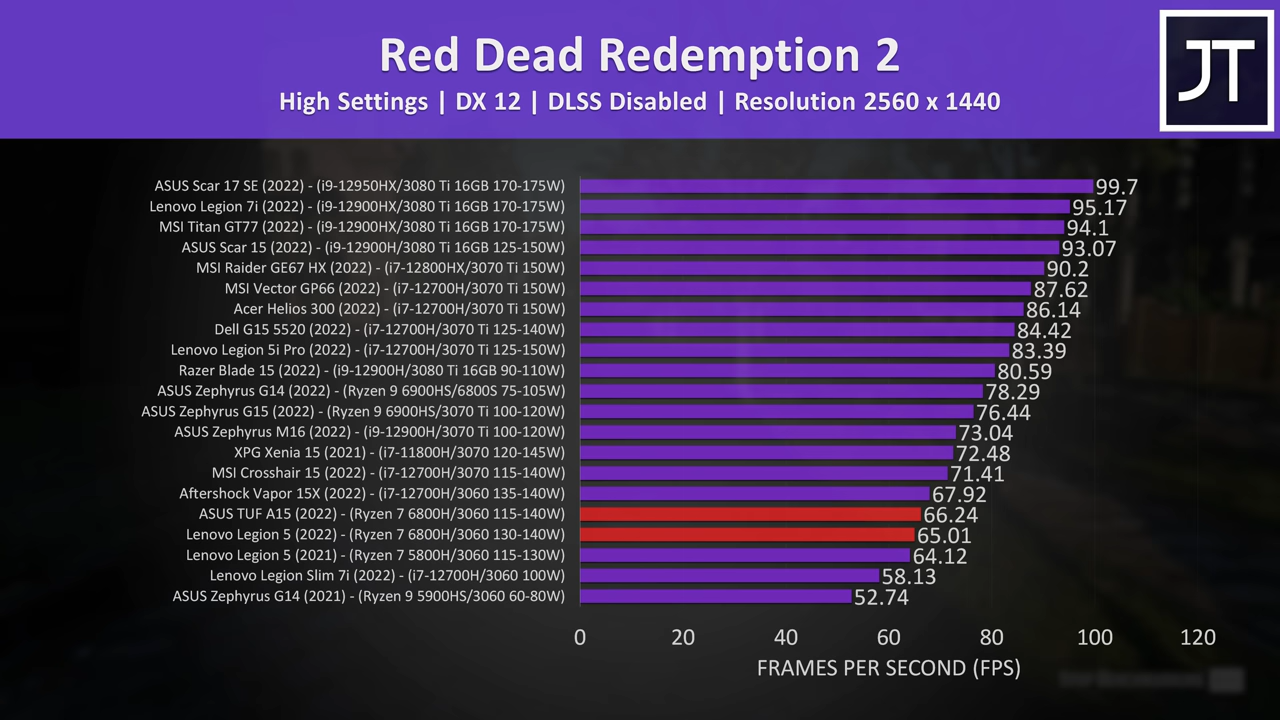 Red Dead Redemption 2
JT
High Settings | DX 12 | DLSS Disabled | Resolution 2560 x 1440
ASUS Scar 17 SE (2022) - (i9-12950HX/3080 Ti 16GB 170-175W) 99.7
Lenovo Legion 7i (2022) - (i9-12900HX/3080 Ti 16GB 170-175W) 95.17
MSI Titan GT77 (2022) - (i9-12900HX/3080 Ti 16GB 170-175W) 94.1
ASUS Scar 15 (2022) - (i9-12900H/3080 Ti 16GB 125-150W) 93.07
MSI Raider GE67 HX (2022) - (i7-12800HX/3070 Ti 150W) 90.2
MSI Vector GP66 (2022) - (i7-12700H/3070 Ti 150W) 87.62
Acer Helios 300 (2022) - (i7-12700H/3070 Ti 150W) 86.14
Dell G15 5520 (2022) - (i7-12700H/3070 Ti 125-140W) 84.42
Lenovo Legion 5i Pro (2022) - (i7-12700H/3070 Ti 125-150W) 83.39
Razer Blade 15 (2022) - (i9-12900H/3080 Ti 16GB 90-110W) 80.59
ASUS Zephyrus G14 (2022) - (Ryzen 9 6900HS/6800S 75-105W) 78.29
ASUS Zephyrus G15 (2022) - (Ryzen 9 6900HS/3070 Ti 100-120W) 76.44
ASUS Zephyrus M16 (2022) - (i9-12900H/3070 Ti 100-120W) 73.04
XPG Xenia 15 (2021) - (i7-11800H/3070 120-145W) 72.48
MSI Crosshair 15 (2022) - (i7-12700H/3070 115-140W) 71.41
Aftershock Vapor 15X (2022) - (i7-12700H/3060 135-140W) 67.92
ASUS TUF A15 (2022) - (Ryzen 7 6800H/3060 115-140W) 66.24
Lenovo Legion 5 (2022) - (Ryzen 7 6800H/3060 130-140W) 65.01
Lenovo Legion 5 (2021) - (Ryzen 7 5800H/3060 115-130W) 64.12
Lenovo Legion Slim 7i (2022) - (i7-12700H/3060 100W) 58.13
ASUS Zephyrus G14 (2021) - (Ryzen 9 5900HS/3060 60-80W) 52.74
0 20 40 60 80 100 120
FRAMES PER SECOND (FPS)